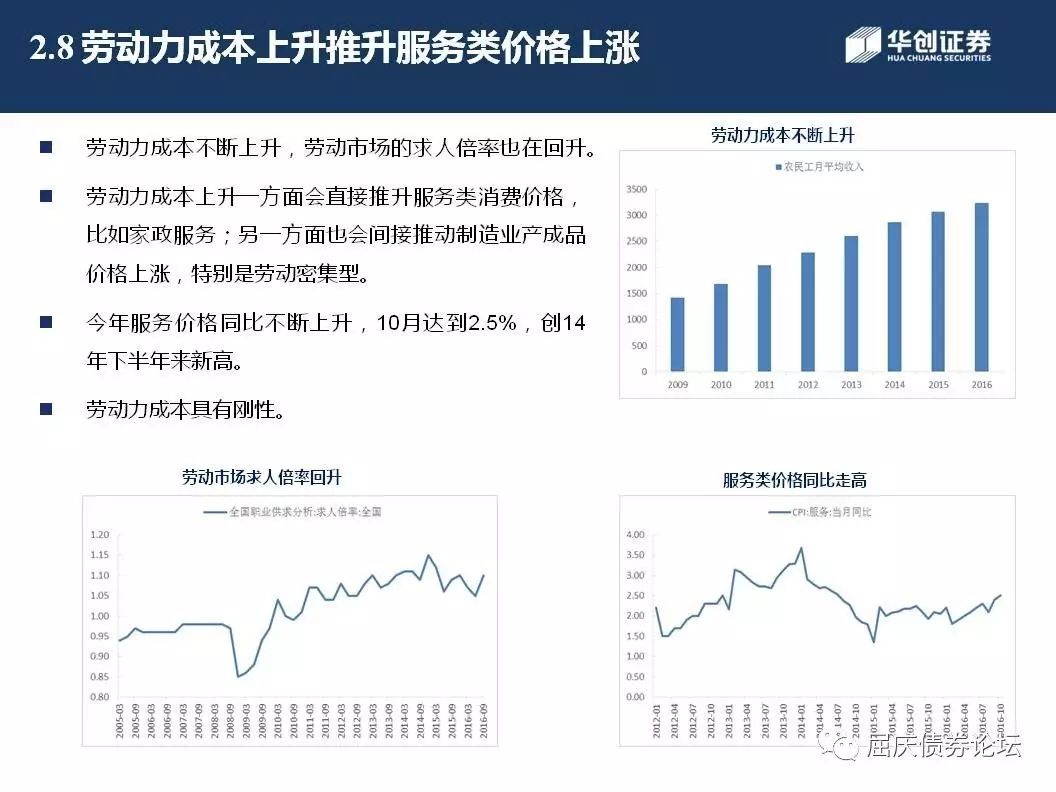 2.8 劳动力成本上升推升服务类价格上涨
华创证券
HUA CHUANG SECURITIES
劳动力成本不断上升，劳动市场的求人倍率也在回升。
劳动力成本上升一方面会直接推升服务类消费价格，
比如家政服务；另一方面也会间接推动制造业产成品
价格上涨，特别是劳动密集型。
今年服务价格同比不断上升，10月达到2.5%，创14
年下半年来新高。
劳动力成本具有刚性。
劳动力成本不断上升
农民工月平均收入
3500
3000
2500
2000
1500
1000
500
0
2009 2010 2011 2012 2013 2014 2015 2016
劳动市场求人倍率回升
全国职业供求分析:求人倍率:全国
1.20
1.15
1.10
1.05
1.00
0.95
0.90
0.85
0.80
2005-03 2005-09 2006-03 2006-09 2007-03 2007-09 2008-03 2008-09 2009-03 2009-09 2010-03 2010-09 2011-03 2011-09 2012-03 2012-09 2013-03 2013-09 2014-03 2014-09 2015-03 2015-09 2016-03 2016-09
服务类价格同比走高
CPI:服务:当月同比
4.00
3.50
3.00
2.50
2.00
1.50
1.00
0.50
0.00
2012-01 2012-04 2012-07 2012-10 2013-01 2013-04 2013-07 2013-10 2014-01 2014-04 2014-07 2014-10 2015-01 2015-04 2015-07 2015-10 2016-01 2016-04 2016-07 2016-10
屈庆债券论坛